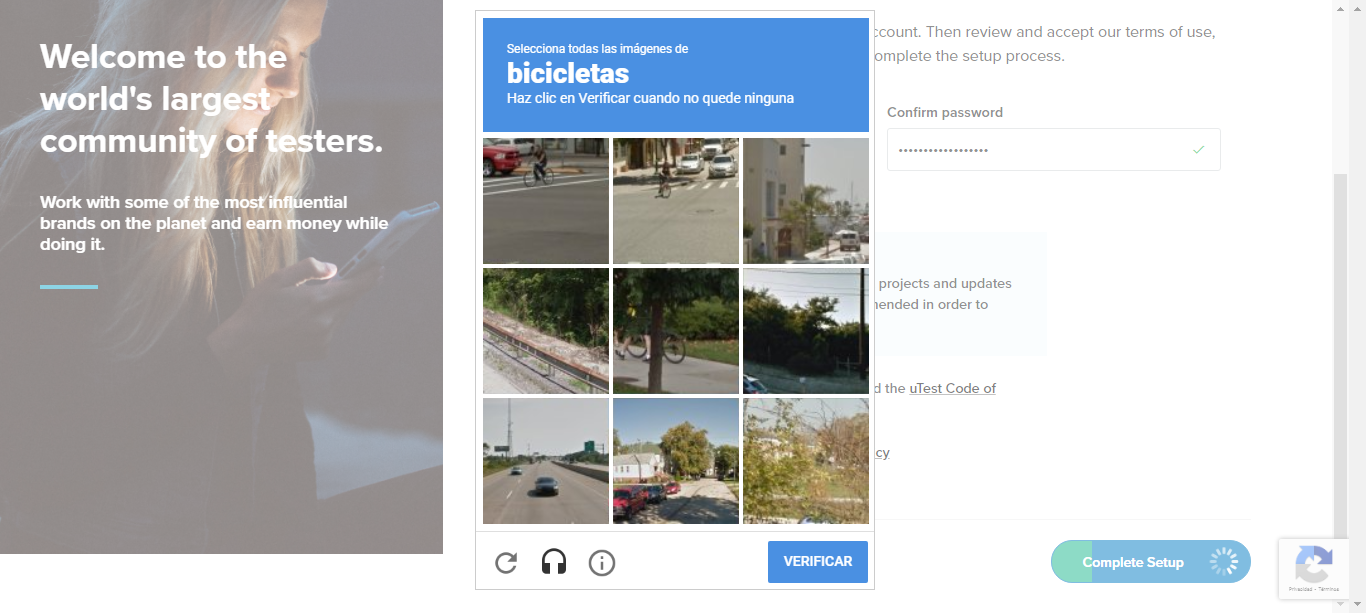 Welcome to the
world's largest
community of testers.
Work with some of the most influential
brands on the planet and earn money while
doing it.
Selecciona todas las imágenes de
bicicletas
Haz clic en Verificar cuando no quede ninguna
VERIFICAR
ccount. Then review and accept our terms of use,
omplete the setup process.
Confirm password
projects and updates
nended in order to
d the uTest Code of
cy
Complete Setup
Privacidad - Términos